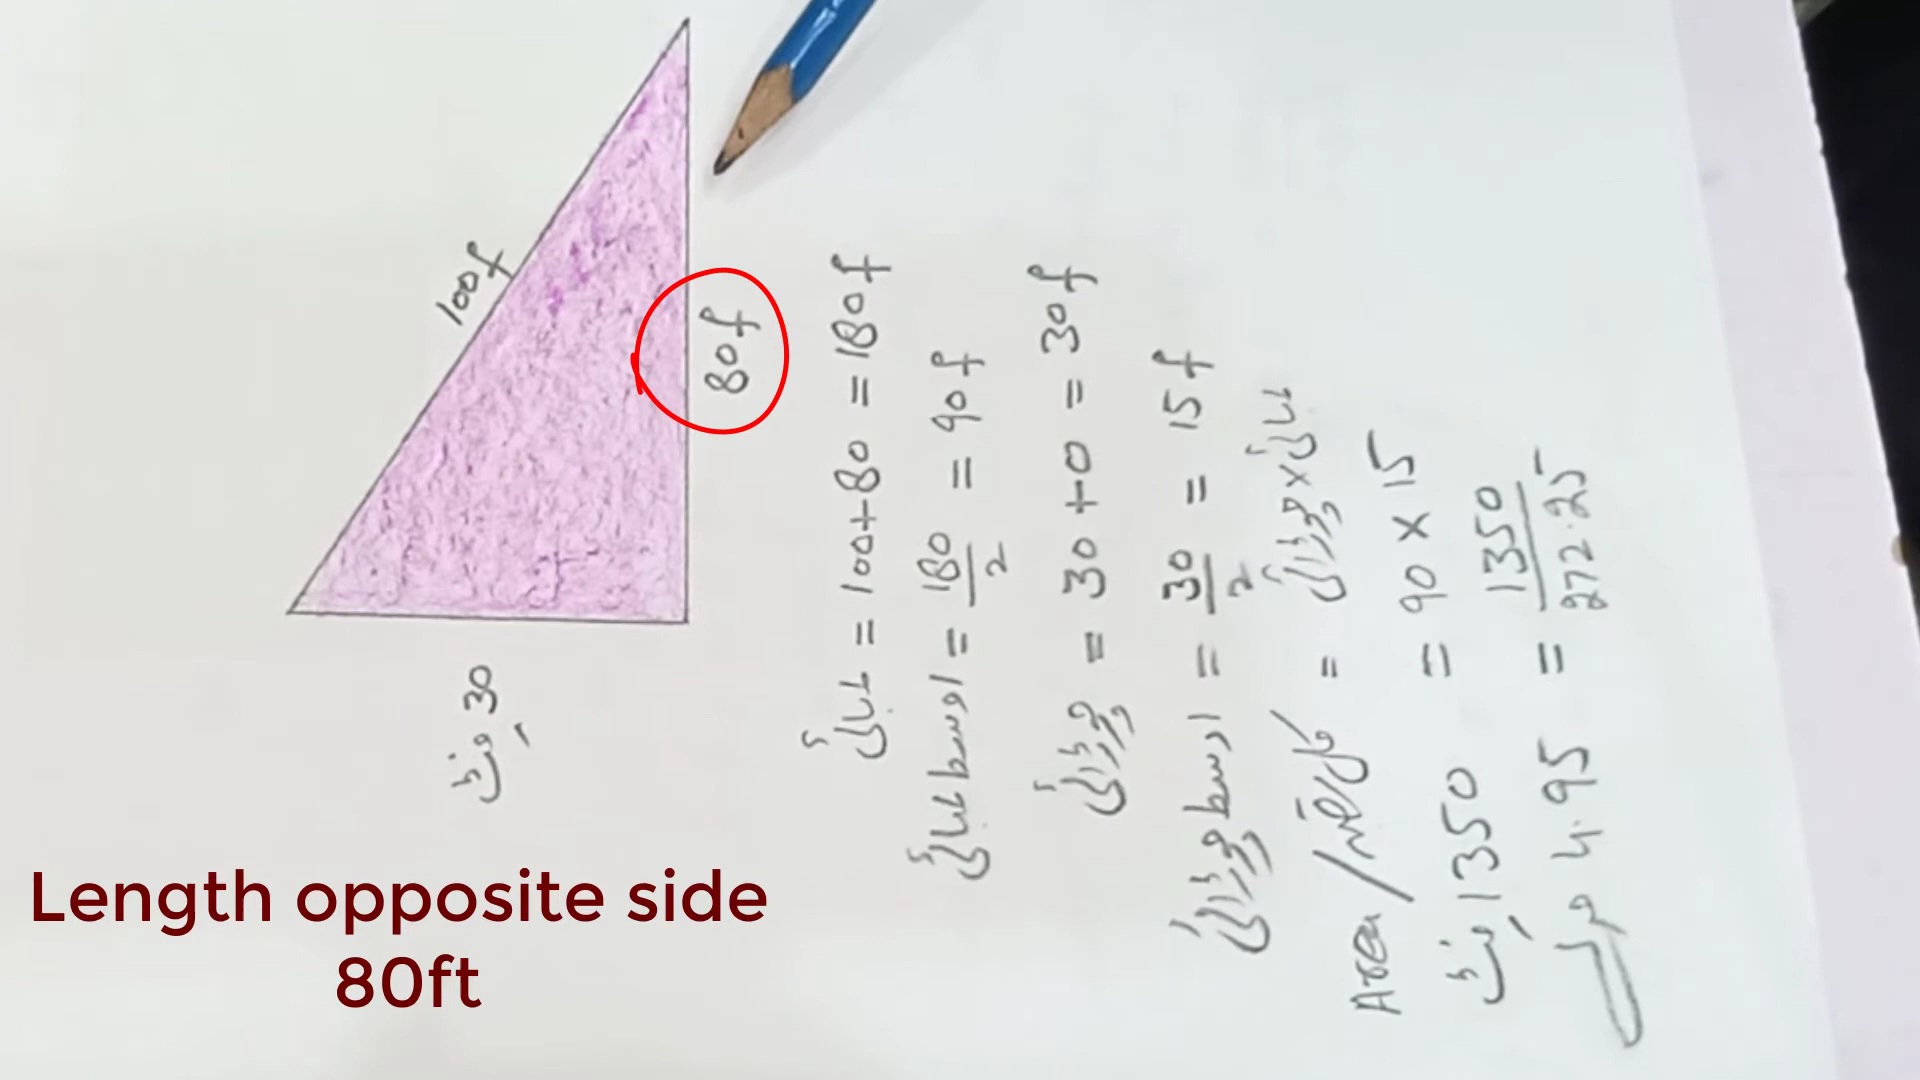 100f
80f
30 فٹ
لمبائی = 100+80 = 180f
اوسط لمبائی = 180/2 = 90f
چوڑائی = 30+0 = 30f
اوسط چوڑائی = 30/2 = 15f
Area / کل رقبہ = لمبائی x چوڑائی
= 90 x 15
1350 فٹ
= 1350/272.25 = 4.95 مرلے
Length opposite side
80ft